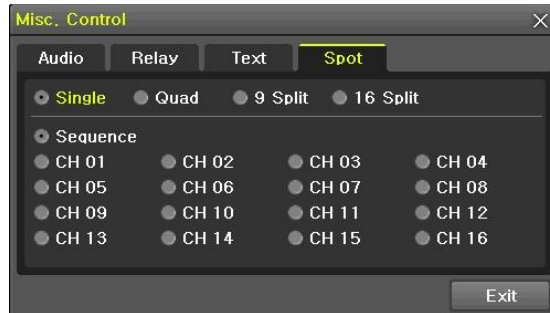 Misc. Control
Audio Relay Text Spot
Single Quad 9 Split 16 Split
Sequence
CH 01 CH 02 CH 03 CH 04
CH 05 CH 06 CH 07 CH 08
CH 09 CH 10 CH 11 CH 12
CH 13 CH 14 CH 15 CH 16
Exit